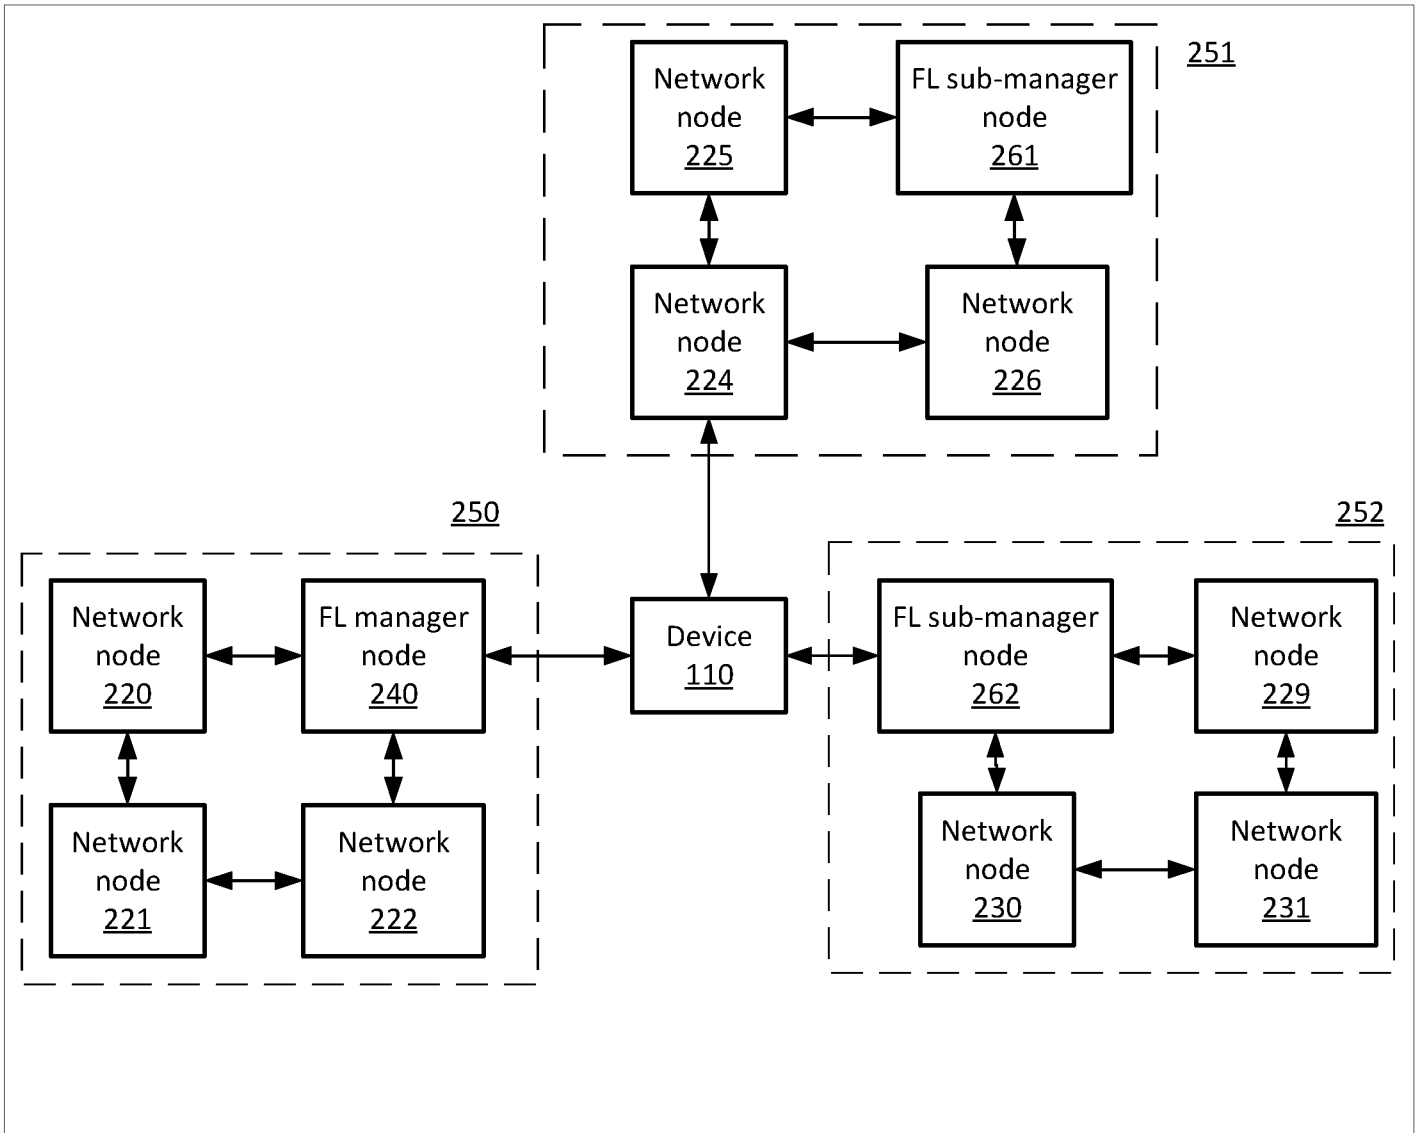 251
Network
node
225
FL sub-manager
node
261
Network
node
224
Network
node
226
250
252
Network
node
220
FL manager
node
240
Device
110
FL sub-manager
node
262
Network
node
229
Network
node
221
Network
node
222
Network
node
230
Network
node
231